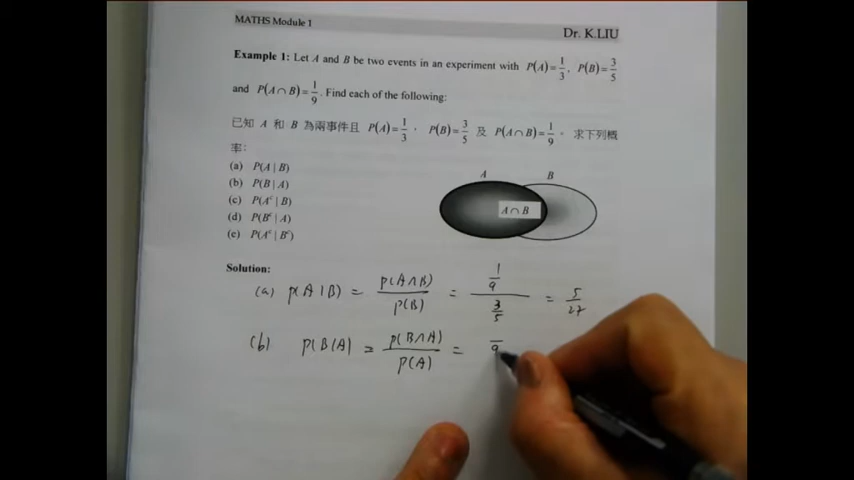 MATHS Module 1
Dr. K.LIU
Example 1: Let A and B be two events in an experiment with P(A)=1/3, P(B)=3/5
and P(A∩B)=1/9. Find each of the following:
已知 A 和 B 為兩事件且 P(A)=1/3, P(B)=3/5 及 P(A∩B)=1/9。求下列概
率:
(a) P(A | B)
(b) P(B | A)
(c) P(A^c | B)
(d) P(B^c | A)
(e) P(A^c | B^c)
A B
A∩B
Solution:
(a) P(A|B) = P(A∩B)/P(B) = (1/9)/(3/5) = 5/27
(b) P(B|A) = P(B∩A)/P(A) = /9